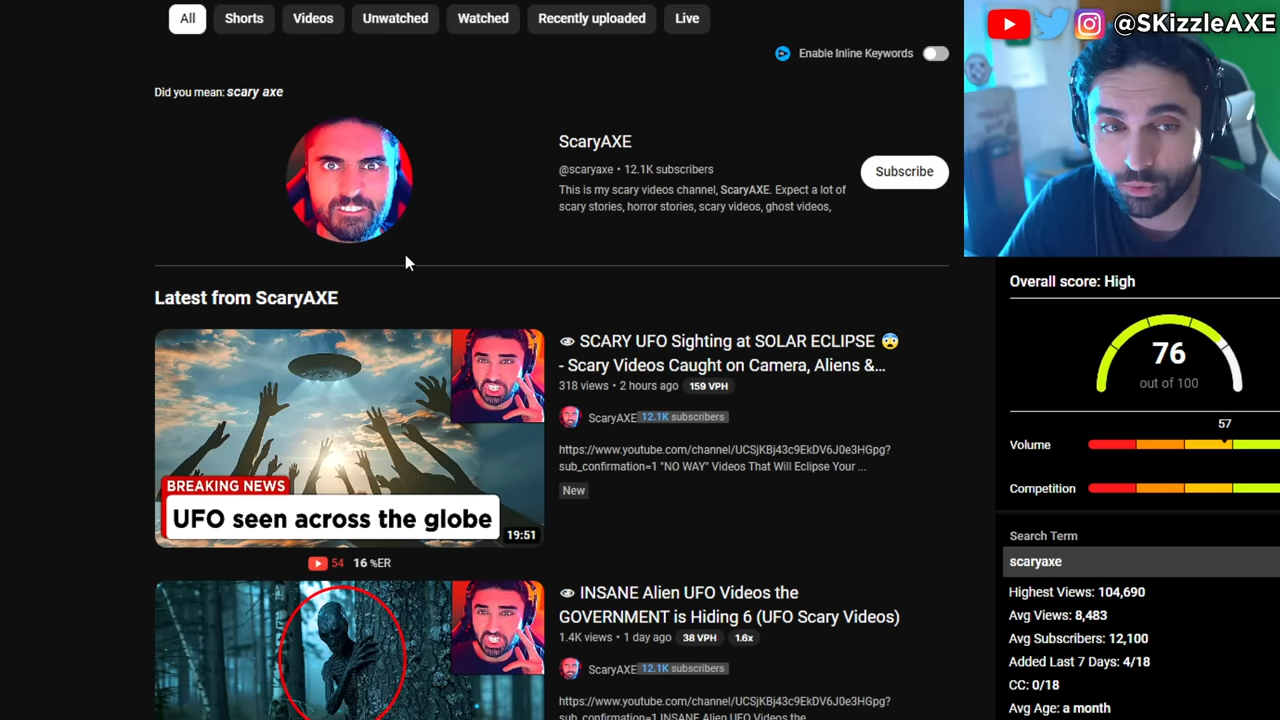 All
Shorts
Videos
Unwatched
Watched
Recently uploaded
Live
@SKizzleAXE
Enable Inline Keywords
Did you mean: scary axe
ScaryAXE
@scaryaxe • 12.1K subscribers
This is my scary videos channel, ScaryAXE. Expect a lot of
scary stories, horror stories, scary videos, ghost videos,
Subscribe
Latest from ScaryAXE
BREAKING NEWS
UFO seen across the globe
19:51
54 16 %ER
SCARY UFO Sighting at SOLAR ECLIPSE 😨
- Scary Videos Caught on Camera, Aliens &...
318 views • 2 hours ago 159 VPH
ScaryAXE 12.1K subscribers
https://www.youtube.com/channel/UCSjKBj43c9EkDV6J0e3HGpg?
sub_confirmation=1 "NO WAY" Videos That Will Eclipse Your ...
New
INSANE Alien UFO Videos the
GOVERNMENT is Hiding 6 (UFO Scary Videos)
1.4K views • 1 day ago 38 VPH 1.6x
ScaryAXE 12.1K subscribers
https://www.youtube.com/channel/UCSjKBj43c9EkDV6J0e3HGpg?
sub_confirmation=1 INSANE Alien UFO Videos the
Overall score: High
76
out of 100
57
Volume
Competition
Search Term
scaryaxe
Highest Views: 104,690
Avg Views: 8,483
Avg Subscribers: 12,100
Added Last 7 Days: 4/18
CC: 0/18
Avg Age: a month